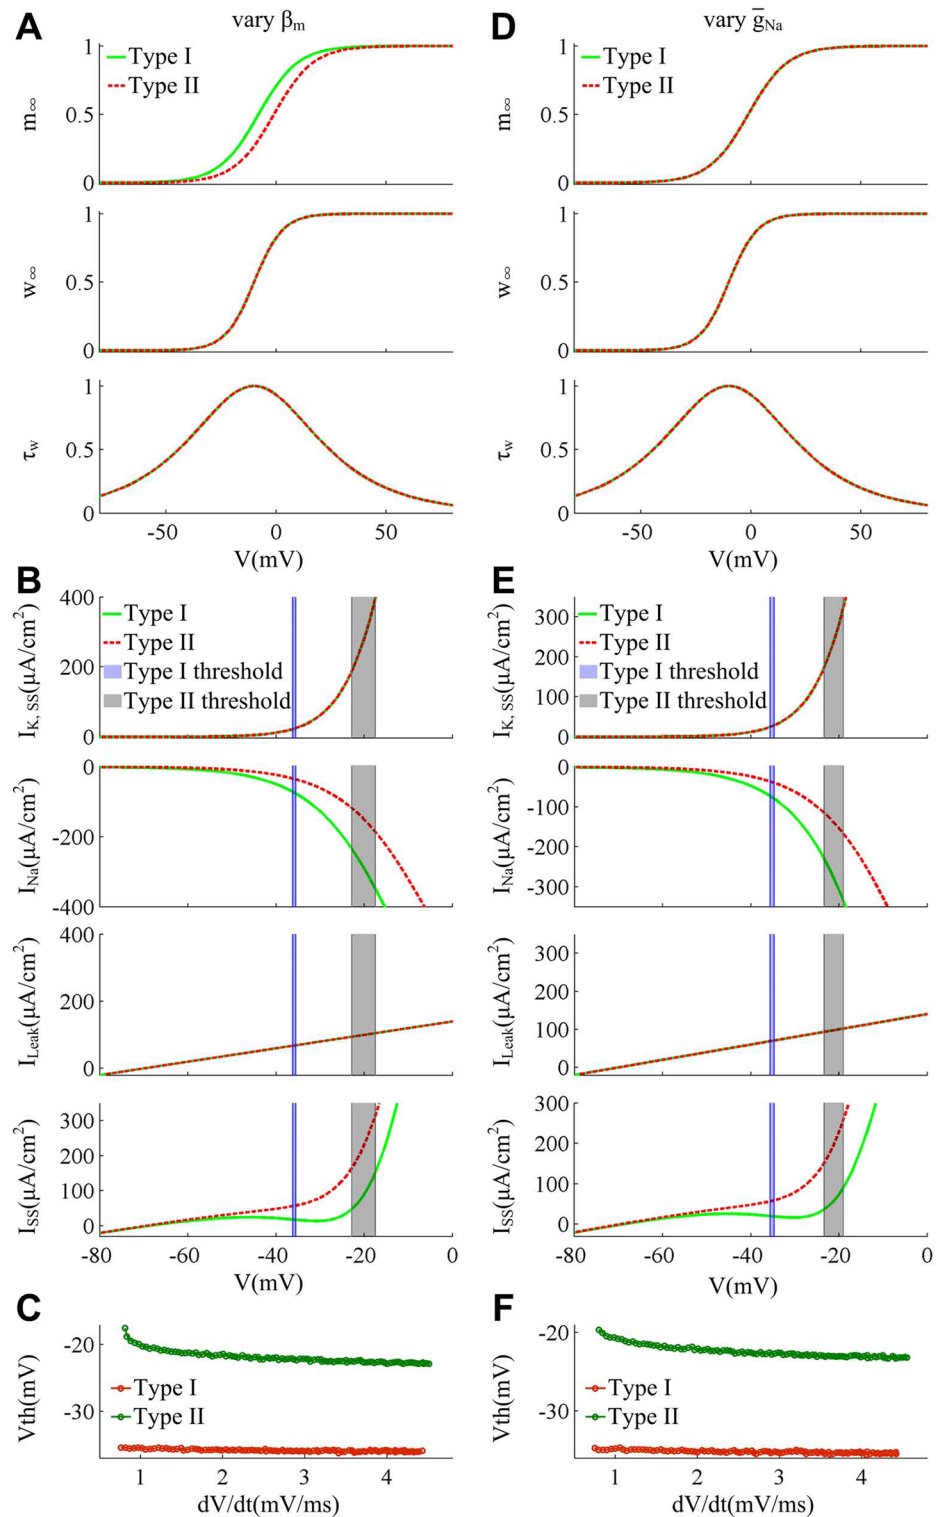 A
vary βm
1
Type I
Type II
m∞
0.5
0
1
w∞
0.5
0
1
τw
0.5
0
-50
0
50
V(mV)
B
400
Type I
Type II
Type I threshold
Type II threshold
IK, SS(μA/cm2)
200
0
0
INa(μA/cm2)
-200
-400
400
ILeak(μA/cm2)
200
0
300
ISS(μA/cm2)
200
100
0
-80
-60
-40
-20
0
V(mV)
C
-20
Vth(mV)
Type I
Type II
-30
1
2
3
4
dV/dt(mV/ms)
D
vary g̅Na
1
Type I
Type II
m∞
0.5
0
1
w∞
0.5
0
1
τw
0.5
0
-50
0
50
V(mV)
E
300
Type I
Type II
Type I threshold
Type II threshold
IK, SS(μA/cm2)
200
100
0
0
INa(μA/cm2)
-100
-200
-300
300
ILeak(μA/cm2)
200
100
0
300
ISS(μA/cm2)
200
100
0
-80
-60
-40
-20
0
V(mV)
F
-20
Vth(mV)
Type I
Type II
-30
1
2
3
4
dV/dt(mV/ms)